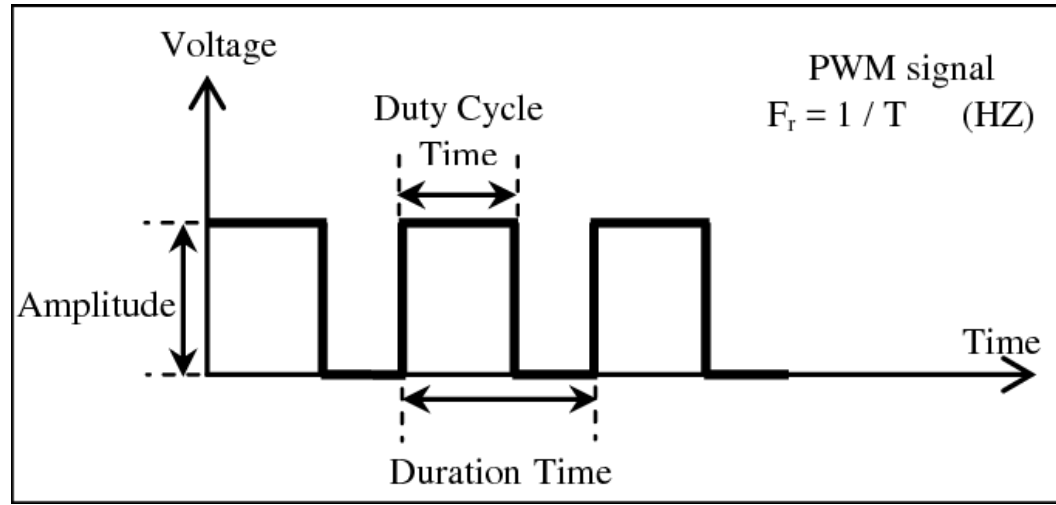 Voltage
PWM signal
Fᵣ = 1 / T (HZ)
Duty Cycle
Time
Amplitude
Time
Duration Time